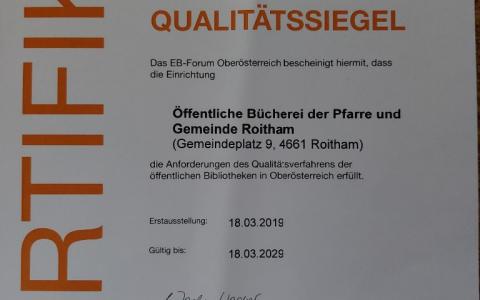 RTIFIK
QUALITÄTSSIEGEL
Das EB-Forum Oberösterreich bescheinigt hiermit, dass
die Einrichtung
Öffentliche Bücherei der Pfarre und
Gemeinde Roitham
(Gemeindeplatz 9, 4661 Roitham)
die Anforderungen des Qualitätsverfahrens der
öffentlichen Bibliotheken in Oberösterreich erfüllt.
Erstausstellung: 18.03.2019
Gültig bis: 18.03.2029